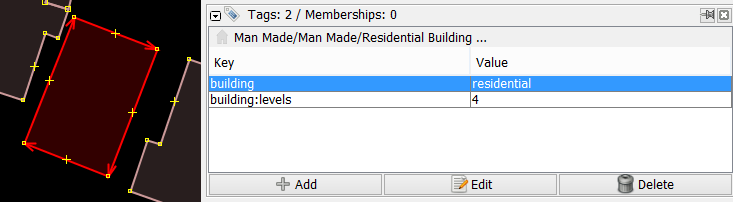 Tags: 2 / Memberships: 0
Man Made/Man Made/Residential Building ...
Key Value
building residential
building:levels 4
Add Edit Delete